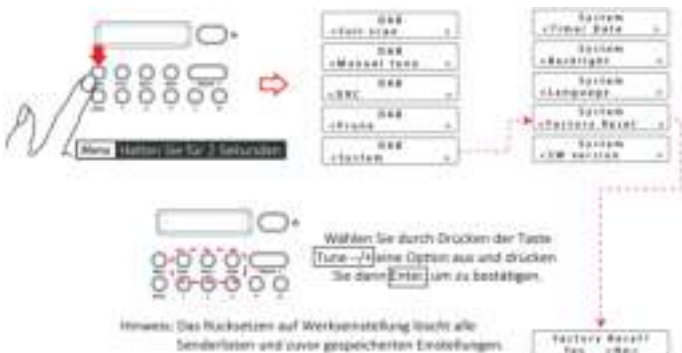 DAB
<Full scan >
DAB
<Manual tune >
DAB
<DRC >
DAB
<Prune >
DAB
<System >
System
<Time/ Date >
System
<Backlight >
System
<Language >
System
<Factory Reset >
System
<SW version >
Menu Halten Sie für 2 Sekunden
Wählen Sie durch Drücken der Taste
Tune -/+ eine Option aus und drücken
Sie dann Enter, um zu bestätigen.
Hinweis: Das Rücksetzen auf Werkseinstellung löscht alle
Senderlisten und zuvor gespeicherten Einstellungen.
Factory Reset?
Yes <No>